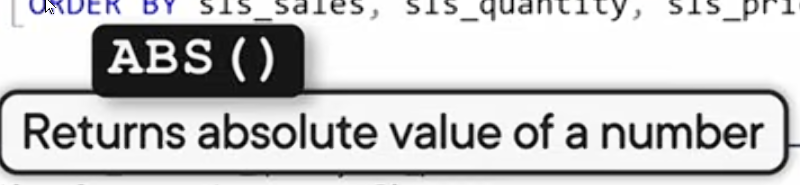 ORDER BY sls_sales, sls_quantity, sls_pri
ABS()
Returns absolute value of a number